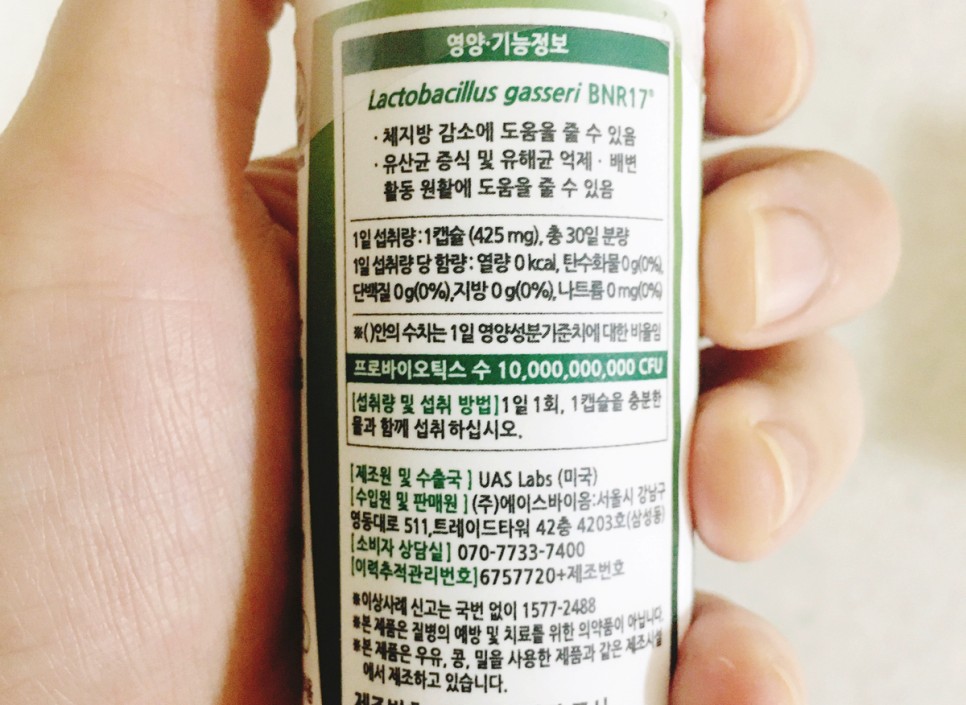 영양·기능정보
Lactobacillus gasseri BNR17®
· 체지방 감소에 도움을 줄 수 있음
· 유산균 증식 및 유해균 억제 · 배변
활동 원활에 도움을 줄 수 있음
1일 섭취량 : 1캡슐 (425 mg), 총 30일 분량
1일 섭취량 당 함량 : 열량 0 kcal, 탄수화물 0 g(0%),
단백질 0 g(0%), 지방 0 g(0%), 나트륨 0 mg(0%)
※( )안의 수치는 1일 영양성분기준치에 대한 비율임
프로바이오틱스 수 10,000,000,000 CFU
[섭취량 및 섭취 방법] 1일 1회, 1캡슐을 충분한
물과 함께 섭취 하십시오.
[제조원 및 수출국 ] UAS Labs (미국)
[수입원 및 판매원 ] (주)에이스바이옴:서울시 강남구
영동대로 511,트레이드타워 42층 4203호(삼성동)
[소비자 상담실] 070-7733-7400
[이력추적관리번호]6757720+제조번호
※이상사례 신고는 국번 없이 1577-2488
※본 제품은 질병의 예방 및 치료를 위한 의약품이 아닙니다.
※본 제품은 우유, 콩, 밀을 사용한 제품과 같은 제조시설
에서 제조하고 있습니다.